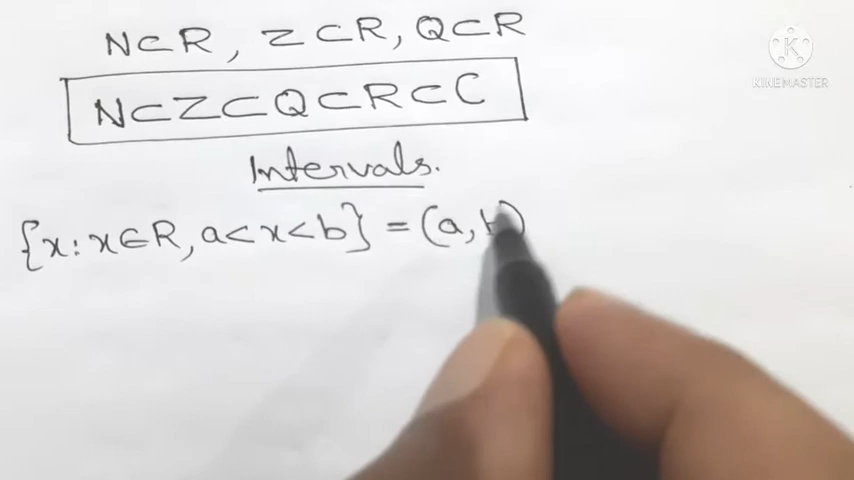 N⊂R, Z⊂R, Q⊂R
N⊂Z⊂Q⊂R⊂C
Intervals.
{x: x∈R, a<x<b} = (a, b)
K
KINEMASTER